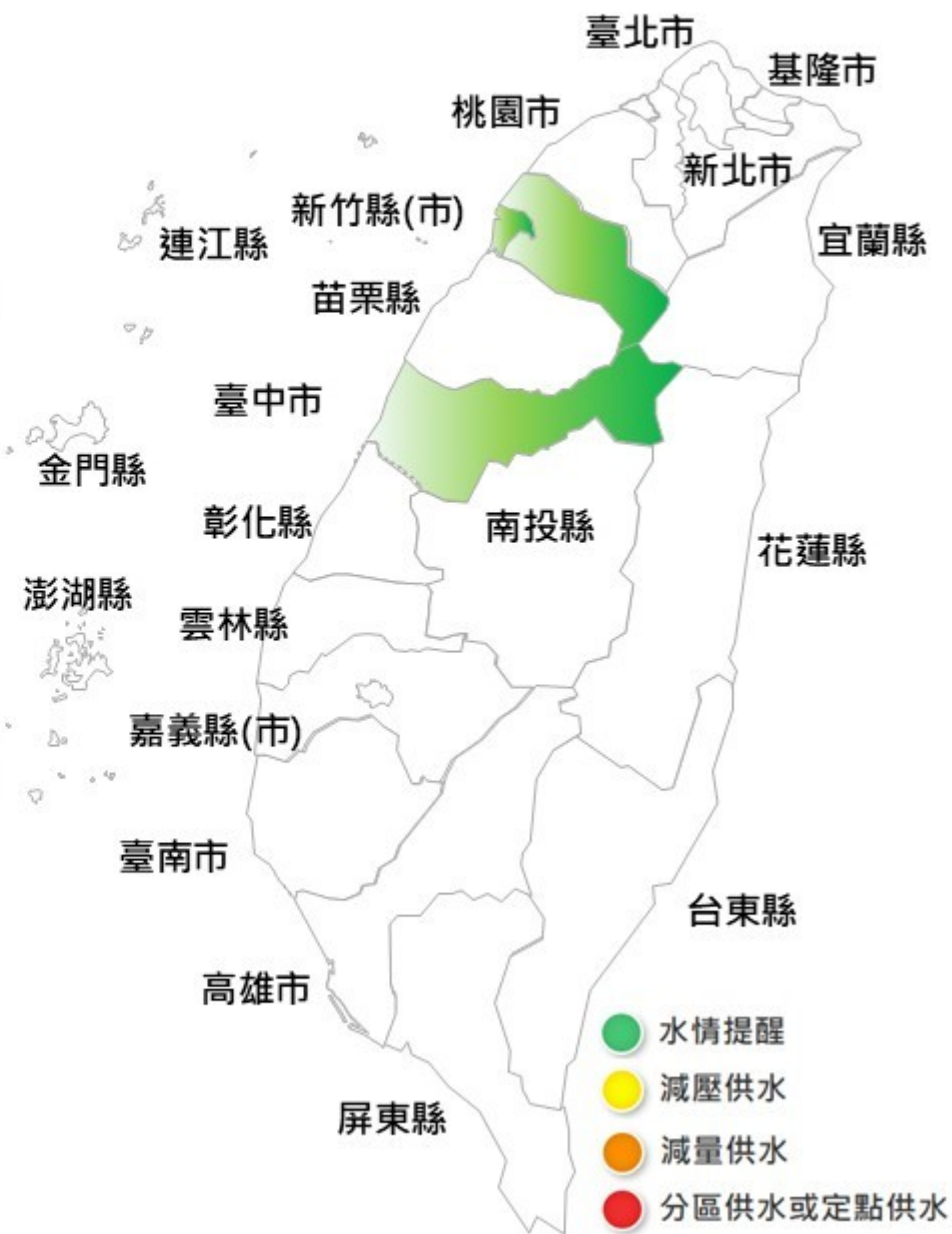 臺北市
基隆市
桃園市
新北市
新竹縣(市)
連江縣
宜蘭縣
苗栗縣
臺中市
金門縣
彰化縣
南投縣
花蓮縣
澎湖縣
雲林縣
嘉義縣(市)
臺南市
台東縣
高雄市
屏東縣
水情提醒
減壓供水
減量供水
分區供水或定點供水